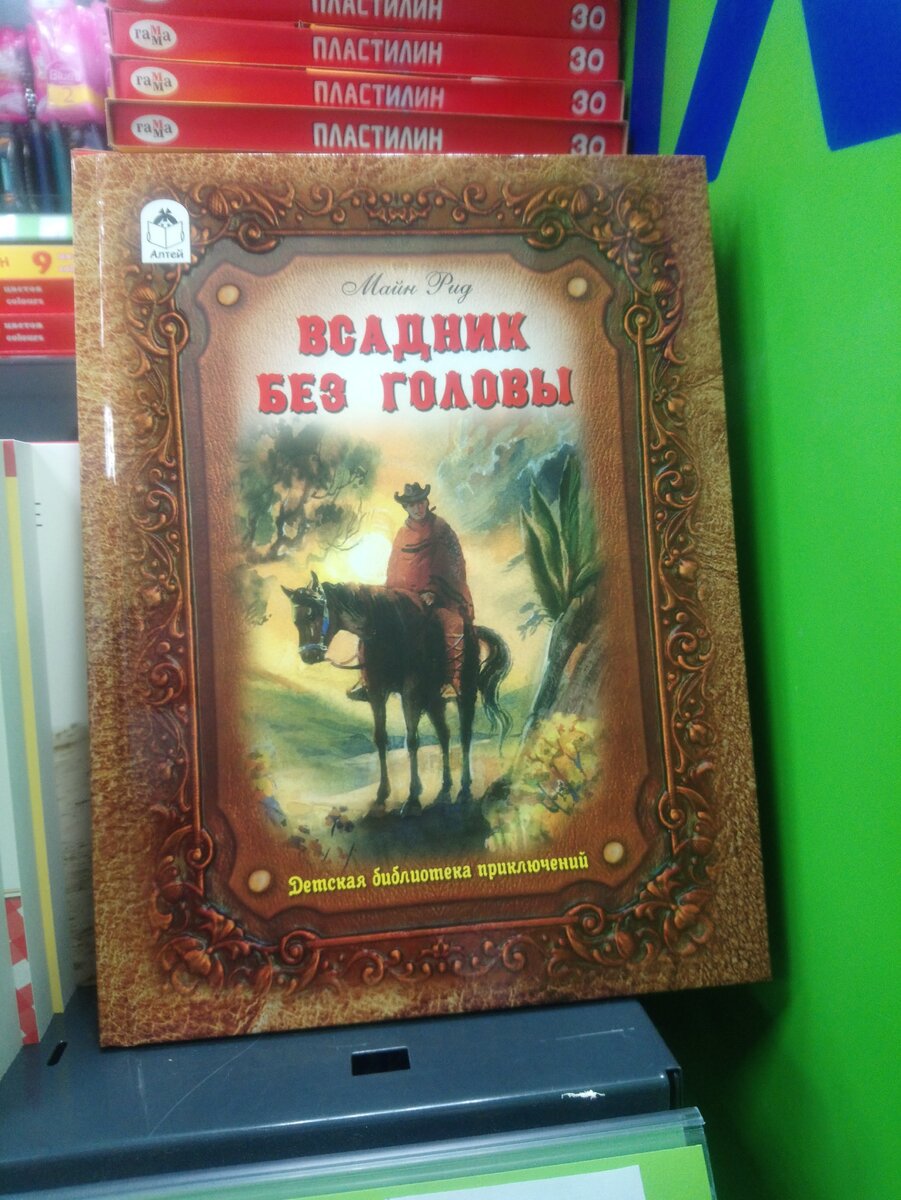 ПЛАСТИЛИН 30
гамма ПЛАСТИЛИН 30
гамма ПЛАСТИЛИН 30
гамма ПЛАСТИЛИН 30
9
цветов
colours
цветов
colours
Алтей
Майн Рид
ВСАДНИК
БЕЗ ГОЛОВЫ
Детская библиотека приключений